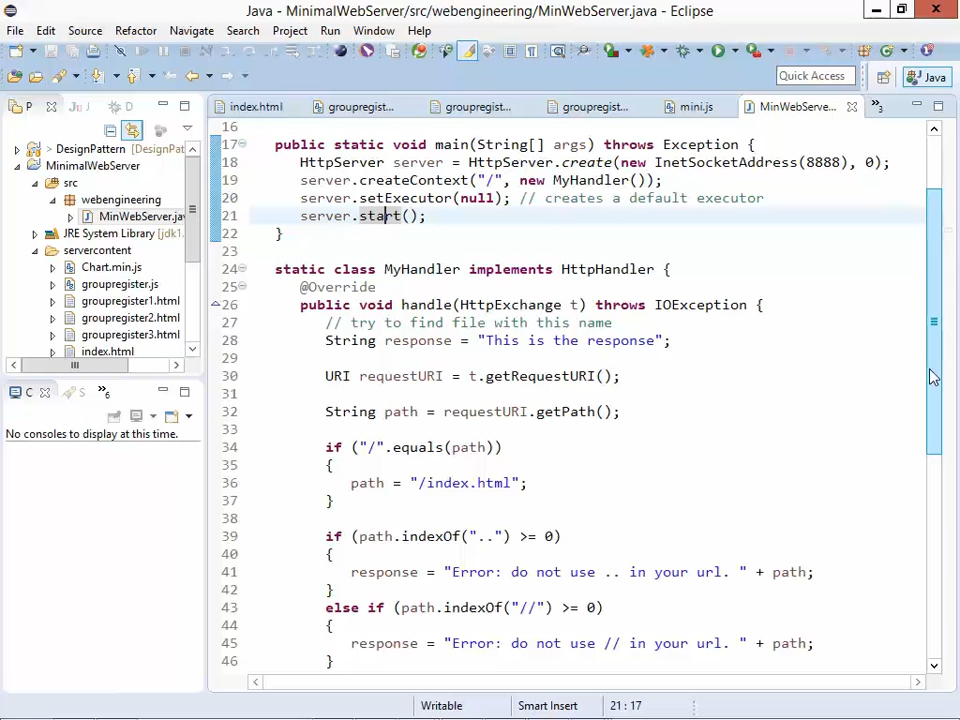 Java - MinimalWebServer/src/webengineering/MinWebServer.java - Eclipse
File Edit Source Refactor Navigate Search Project Run Window Help
Quick Access
Java
P
J
D
index.html
groupregist...
groupregist...
groupregist...
mini.js
MinWebServe...
»3
> DesignPattern (DesignPat
MinimalWebServer
src
webengineering
MinWebServer.jav
JRE System Library [jdk1.
servercontent
Chart.min.js
groupregister.js
groupregister1.html
groupregister2.html
groupregister3.html
index.html
C
S
»6
No consoles to display at this time.
16
17 public static void main(String[] args) throws Exception {
18 HttpServer server = HttpServer.create(new InetSocketAddress(8888), 0);
19 server.createContext("/", new MyHandler());
20 server.setExecutor(null); // creates a default executor
21 server.start();
22 }
23
24 static class MyHandler implements HttpHandler {
25 @Override
26 public void handle(HttpExchange t) throws IOException {
27 // try to find file with this name
28 String response = "This is the response";
29
30 URI requestURI = t.getRequestURI();
31
32 String path = requestURI.getPath();
33
34 if ("/".equals(path))
35 {
36 path = "/index.html";
37 }
38
39 if (path.indexOf("..") >= 0)
40 {
41 response = "Error: do not use .. in your url. " + path;
42 }
43 else if (path.indexOf("//") >= 0)
44 {
45 response = "Error: do not use // in your url. " + path;
46 }
Writable
Smart Insert
21 : 17